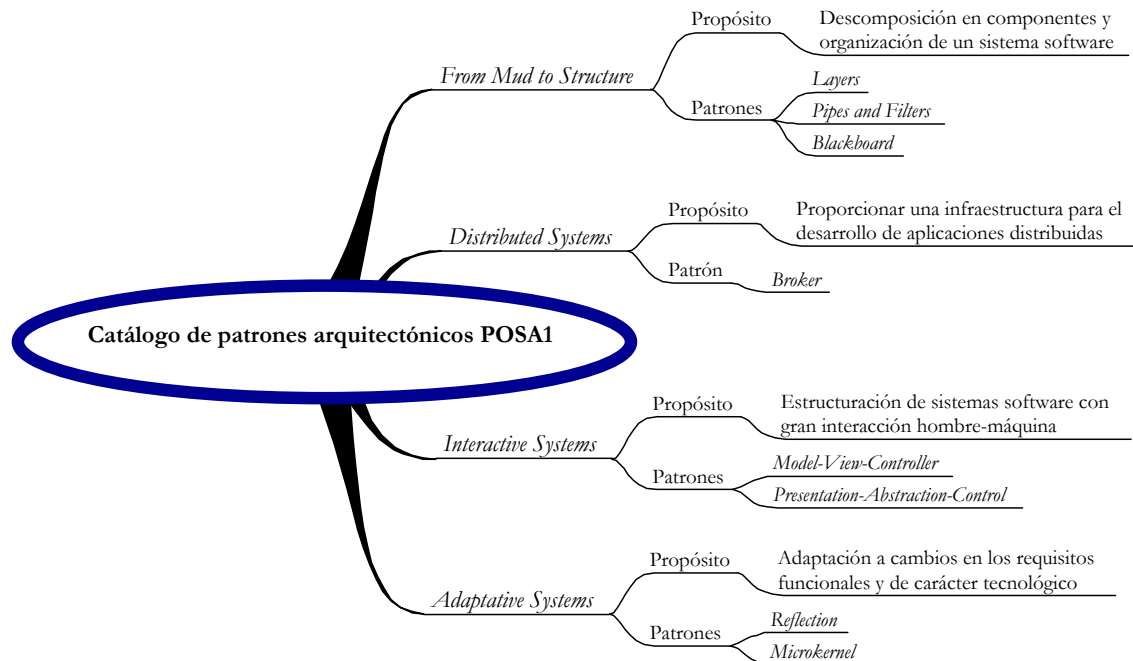 Catálogo de patrones arquitectónicos POSA1
From Mud to Structure
Propósito
Descomposición en componentes y
organización de un sistema software
Patrones
Layers
Pipes and Filters
Blackboard
Distributed Systems
Propósito
Proporcionar una infraestructura para el
desarrollo de aplicaciones distribuidas
Patrón
Broker
Interactive Systems
Propósito
Estructuración de sistemas software con
gran interacción hombre-máquina
Patrones
Model-View-Controller
Presentation-Abstraction-Control
Adaptative Systems
Propósito
Adaptación a cambios en los requisitos
funcionales y de carácter tecnológico
Patrones
Reflection
Microkernel